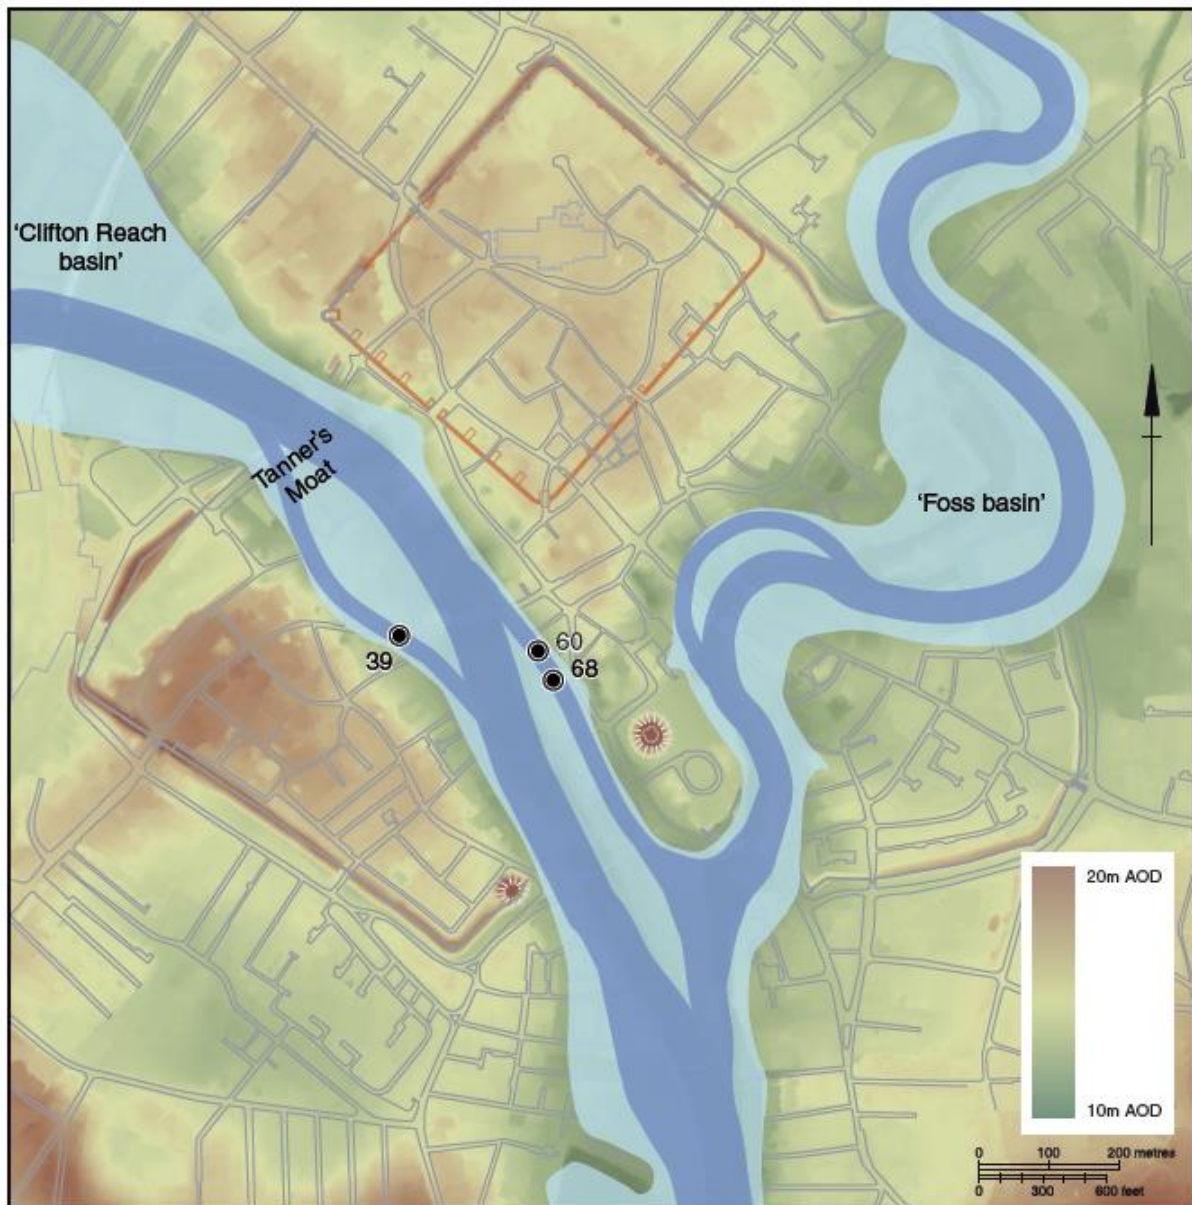 'Clifton Reach
basin'
Tanner's
Moat
'Foss basin'
60
39
68
20m AOD
10m AOD
0 100 200 metres
0 300 600 feet